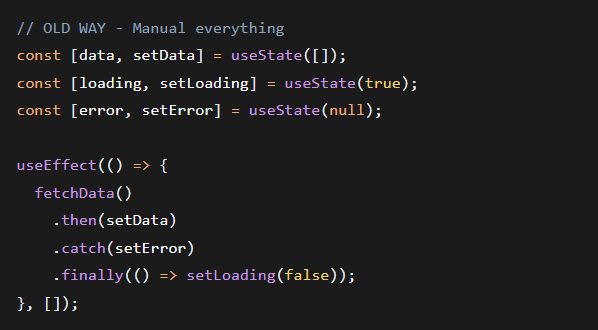 // OLD WAY - Manual everything
const [data, setData] = useState([]);
const [loading, setLoading] = useState(true);
const [error, setError] = useState(null);
useEffect(() => {
fetchData()
.then(setData)
.catch(setError)
.finally(() => setLoading(false));
}, []);